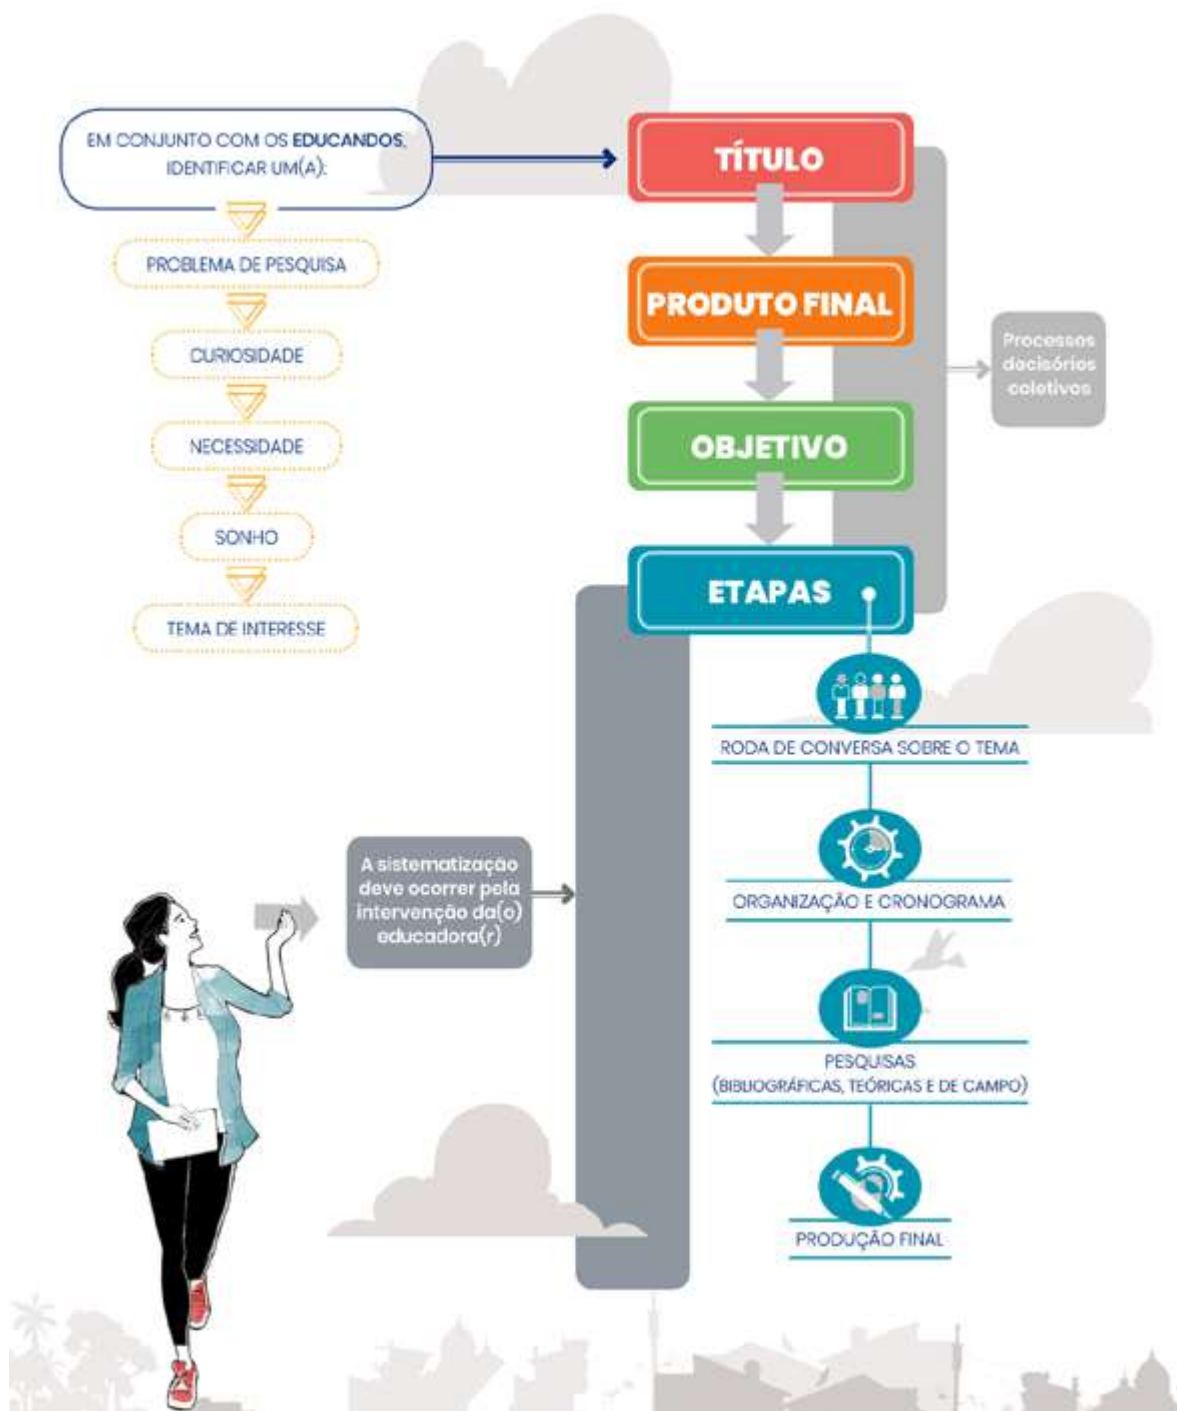 EM CONJUNTO COM OS EDUCANDOS,
IDENTIFICAR UM(A):
PROBLEMA DE PESQUISA
CURIOSIDADE
NECESSIDADE
SONHO
TEMA DE INTERESSE
TÍTULO
PRODUTO FINAL
OBJETIVO
ETAPAS
Processos
decisórios
coletivos
RODA DE CONVERSA SOBRE O TEMA
ORGANIZAÇÃO E CRONOGRAMA
PESQUISAS
(BIBLIOGRÁFICAS, TEÓRICAS E DE CAMPO)
PRODUÇÃO FINAL
A sistematização
deve ocorrer pela
intervenção da(o)
educadora(r)